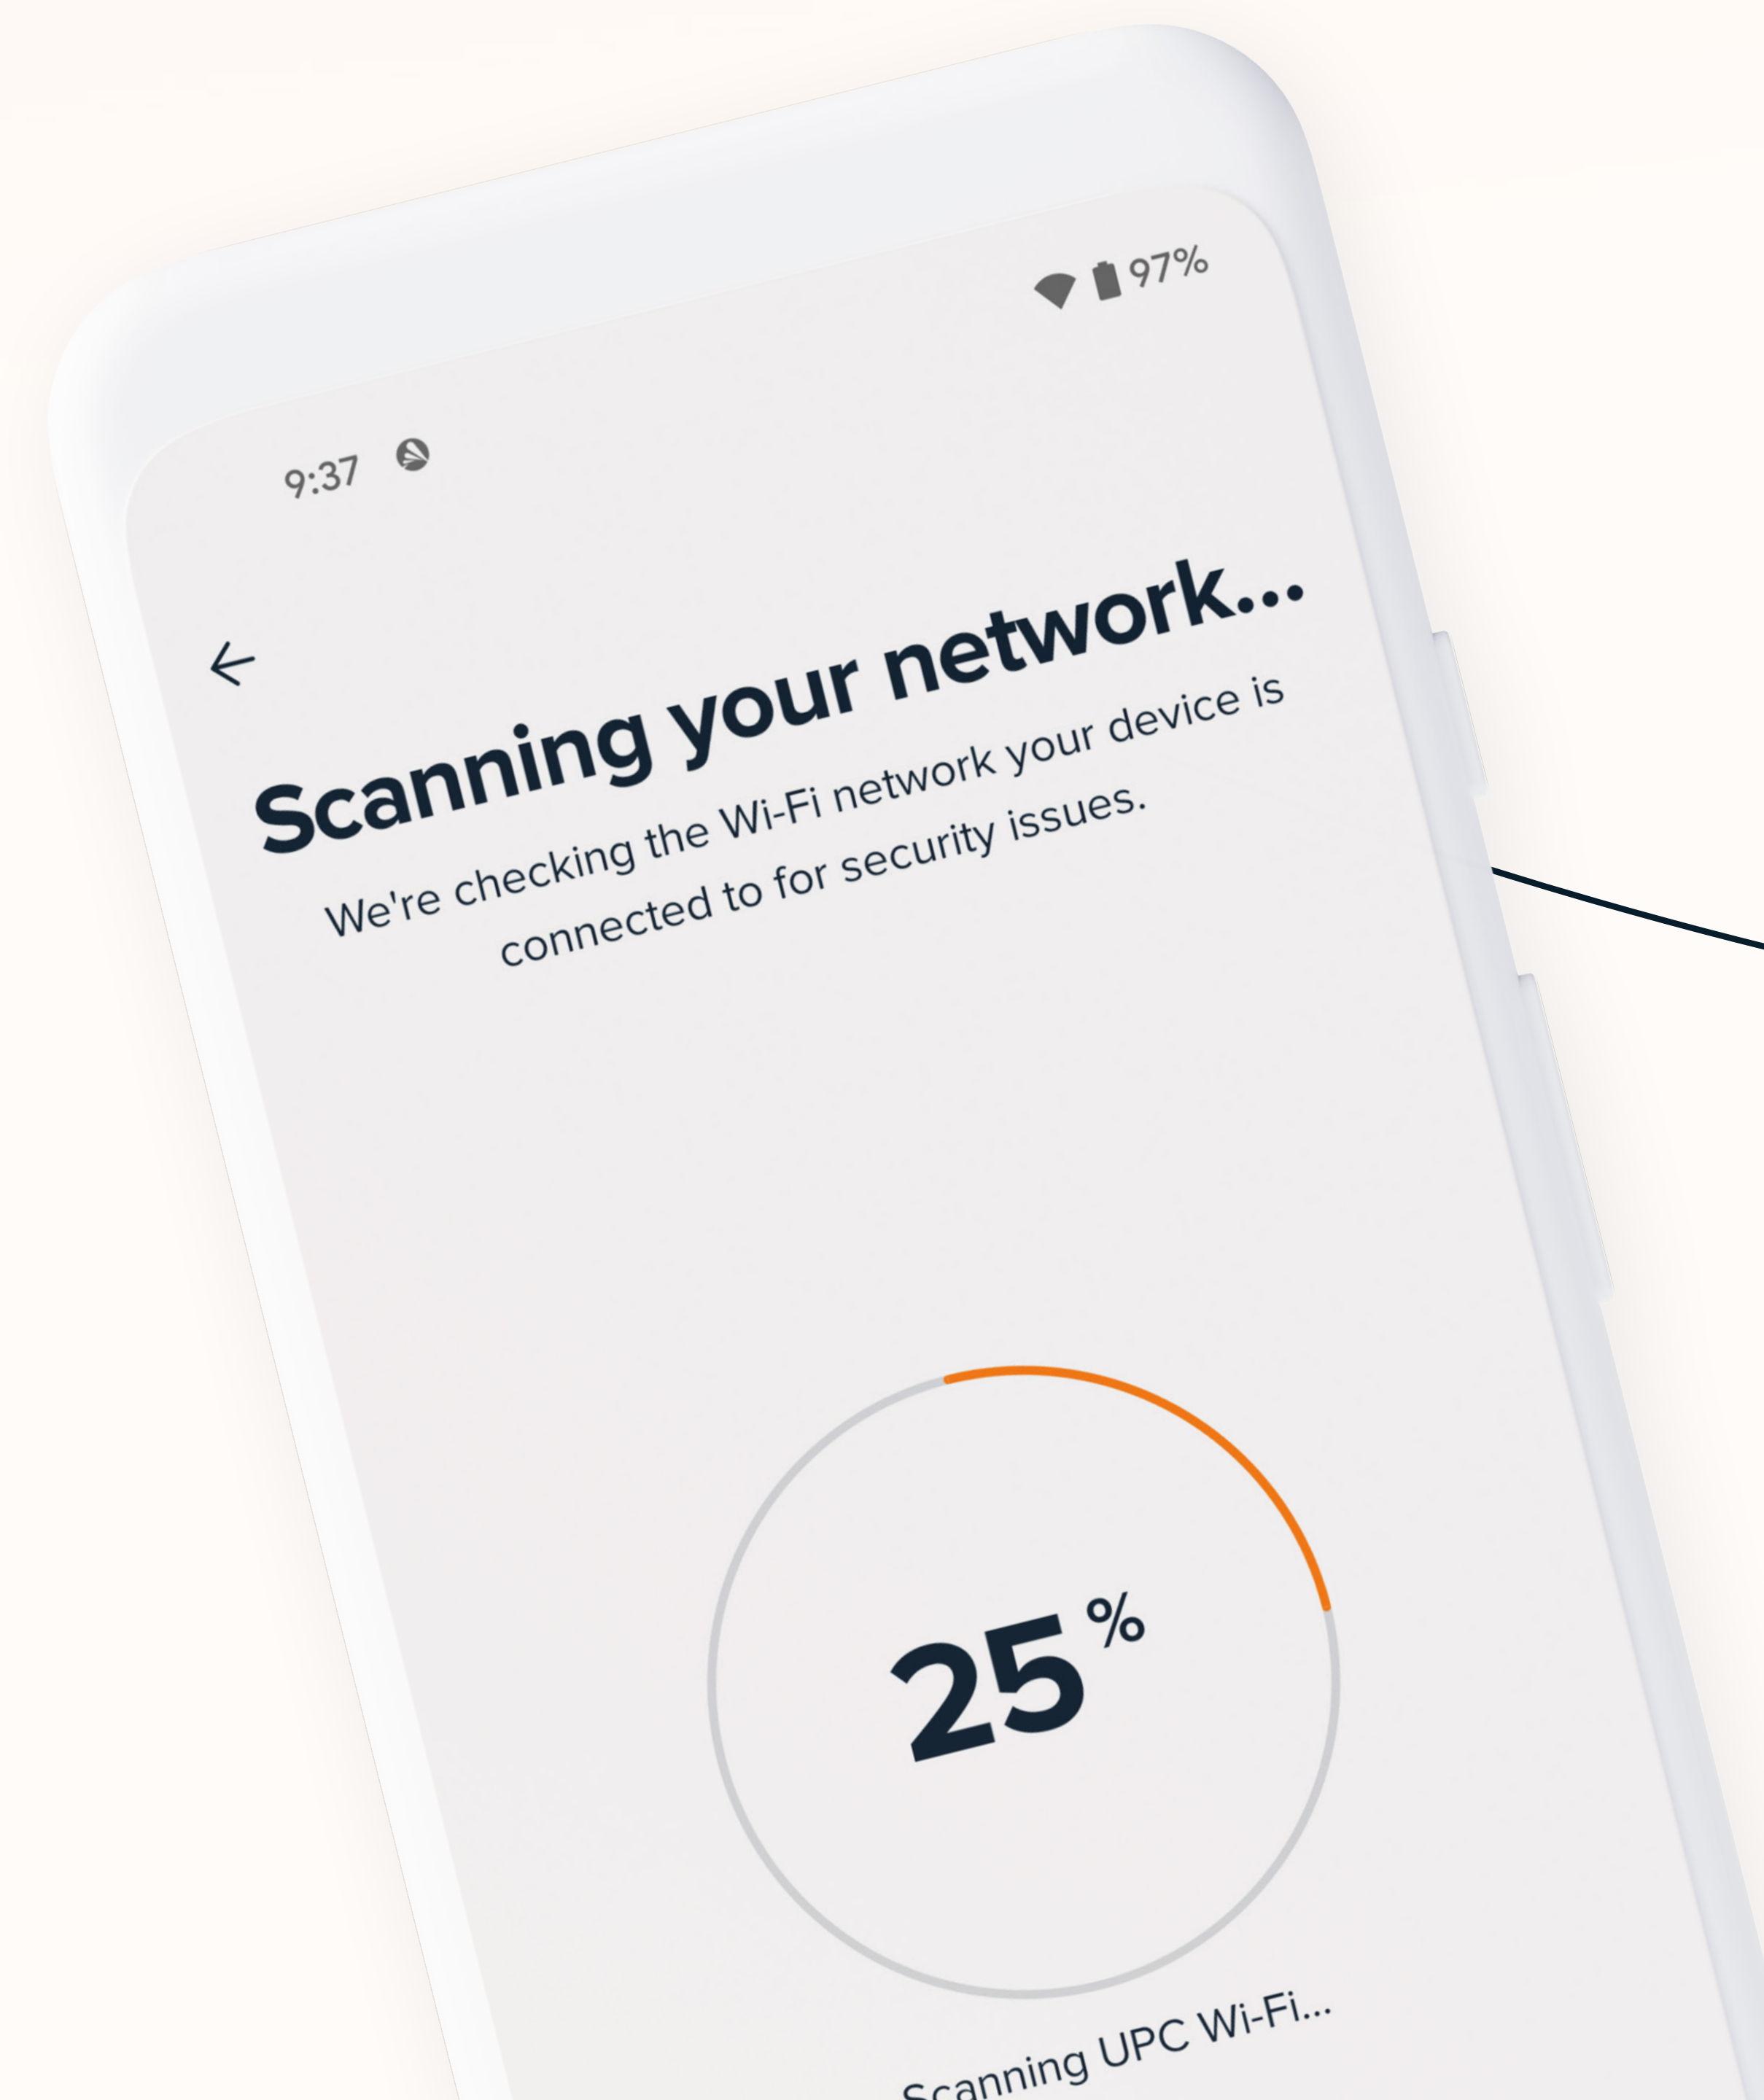 9:37
97%
Scanning your network...
We're checking the Wi-Fi network your device is
connected to for security issues.
25%
Scanning UPC Wi-Fi...